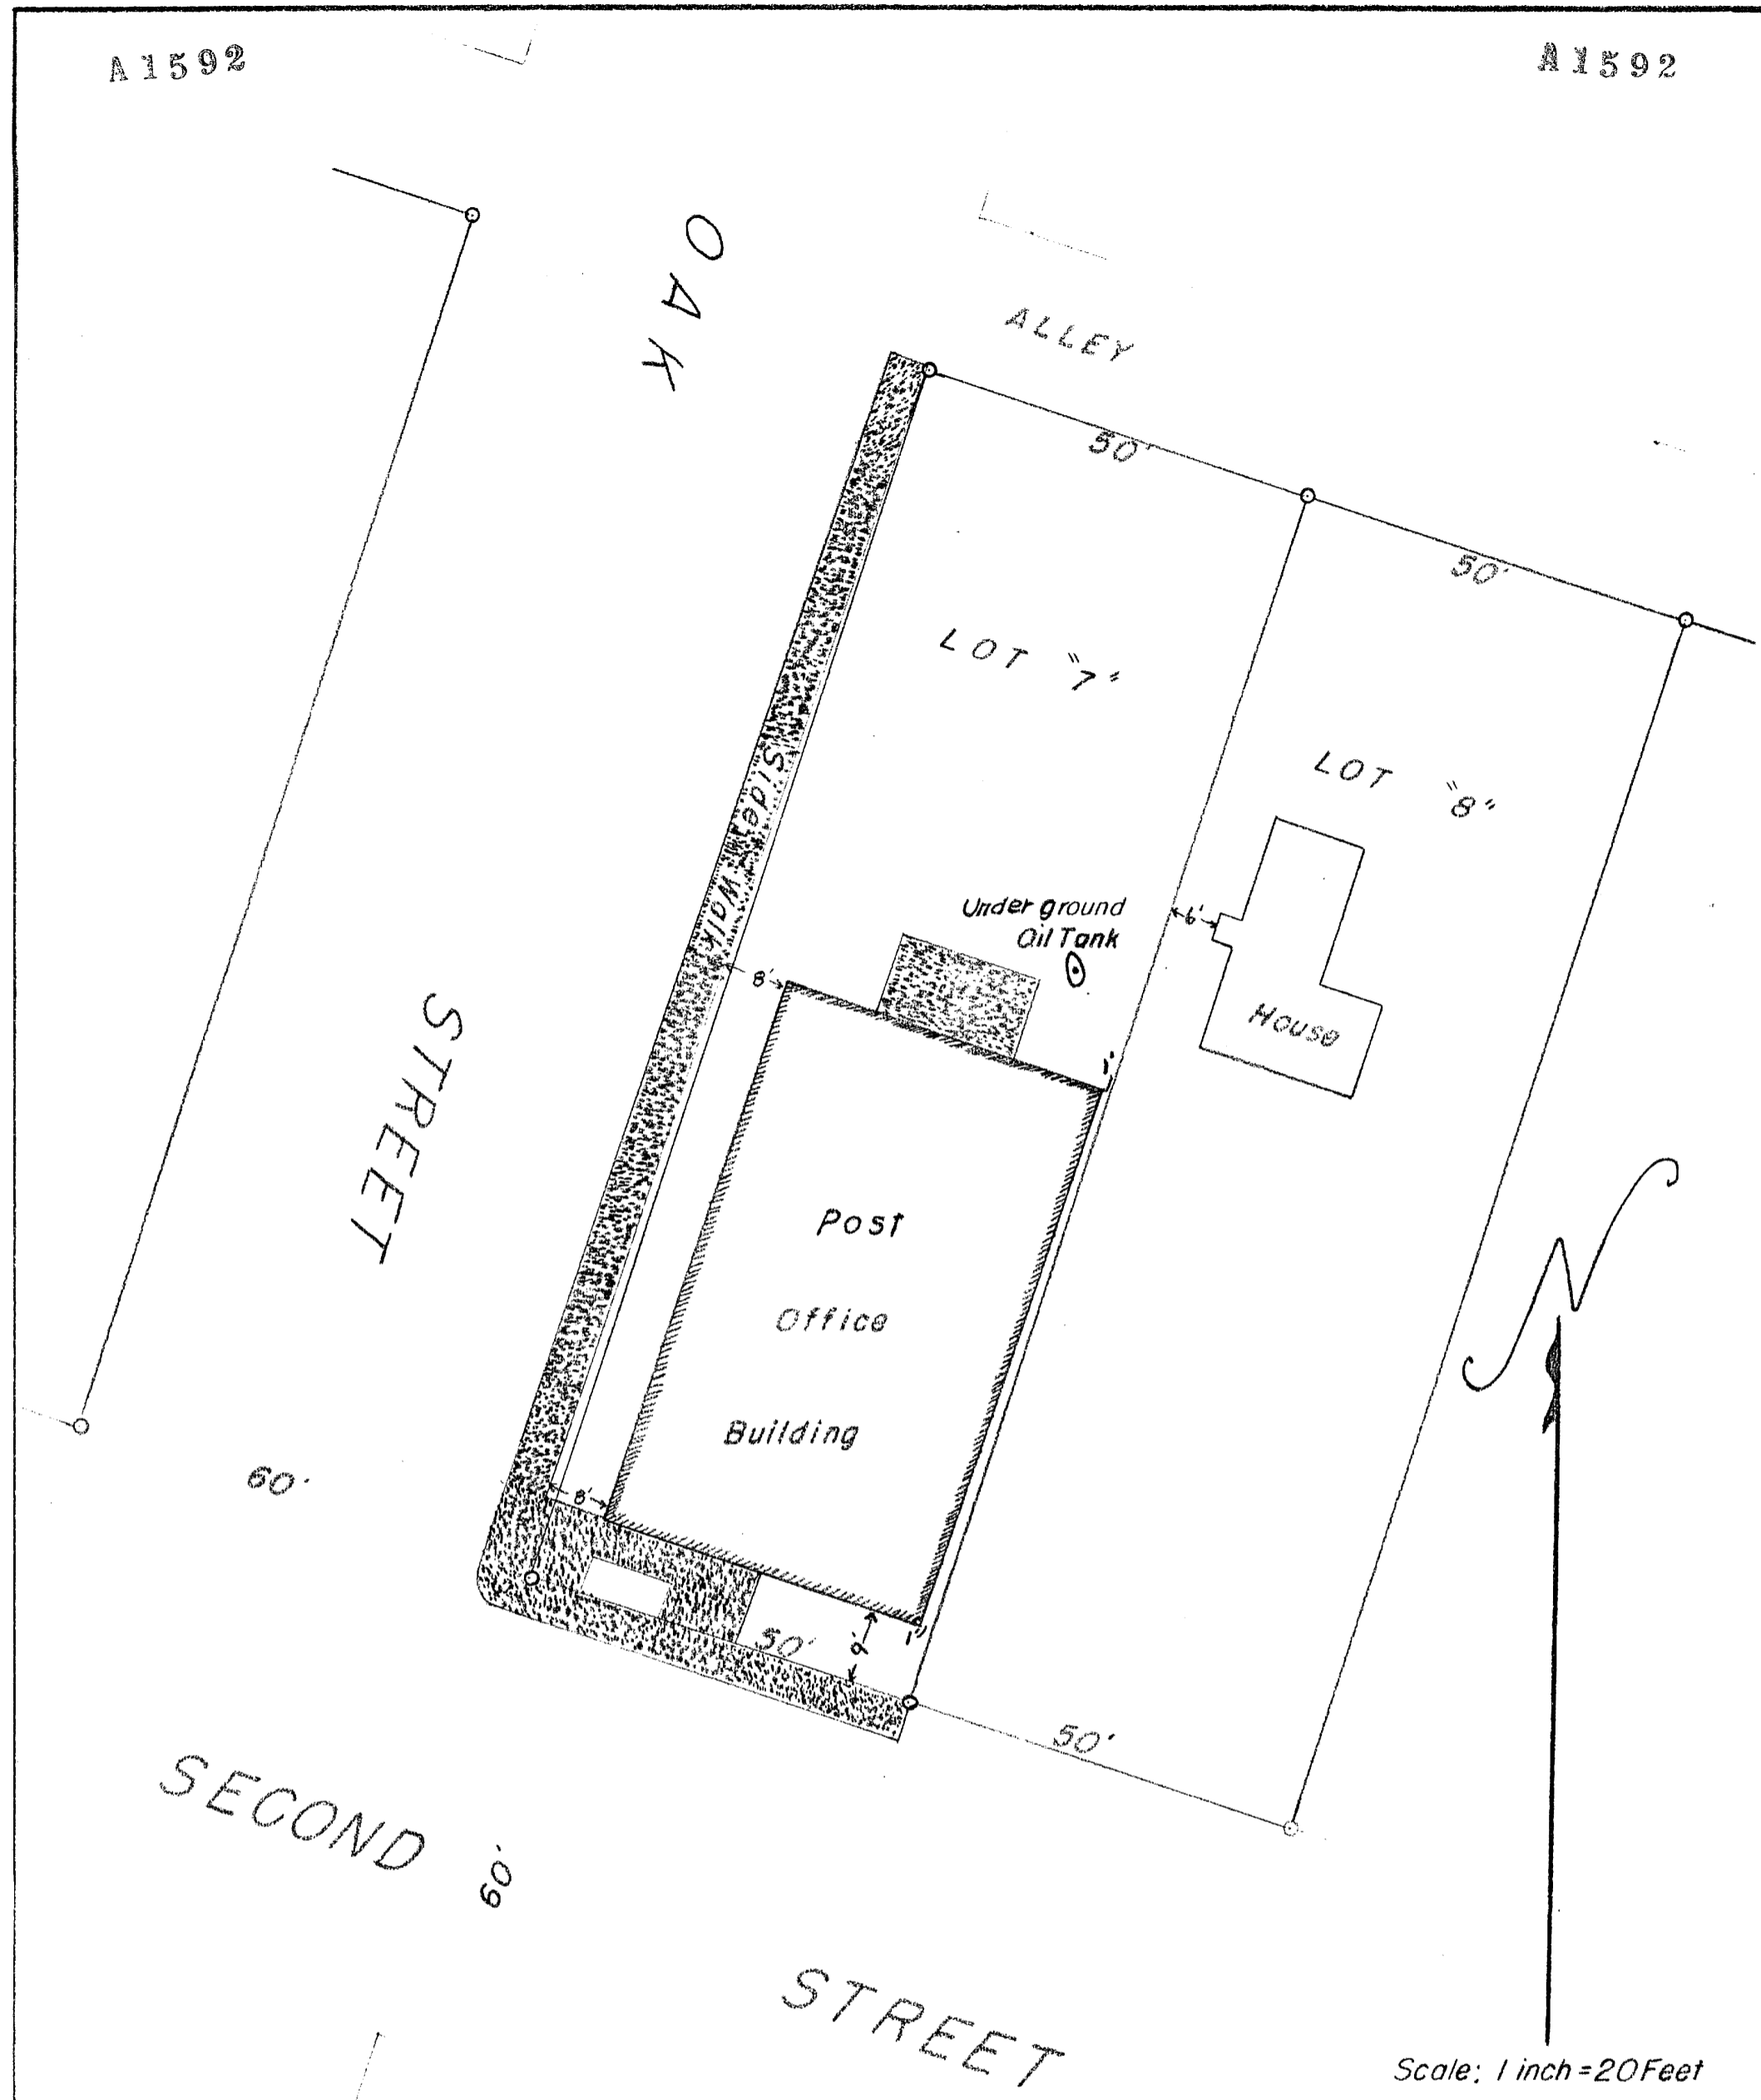 A1592
A1592
OAK
ALLEY
50'
50'
LOT "7"
LOT "8"
Side Walk
Under ground
Oil Tank
6'
8'
House
1'
STREET
Post
Office
Building
60'
8'
50'
9'
1'
50'
SECOND
60'
STREET
N
Scale: 1 inch = 20 Feet